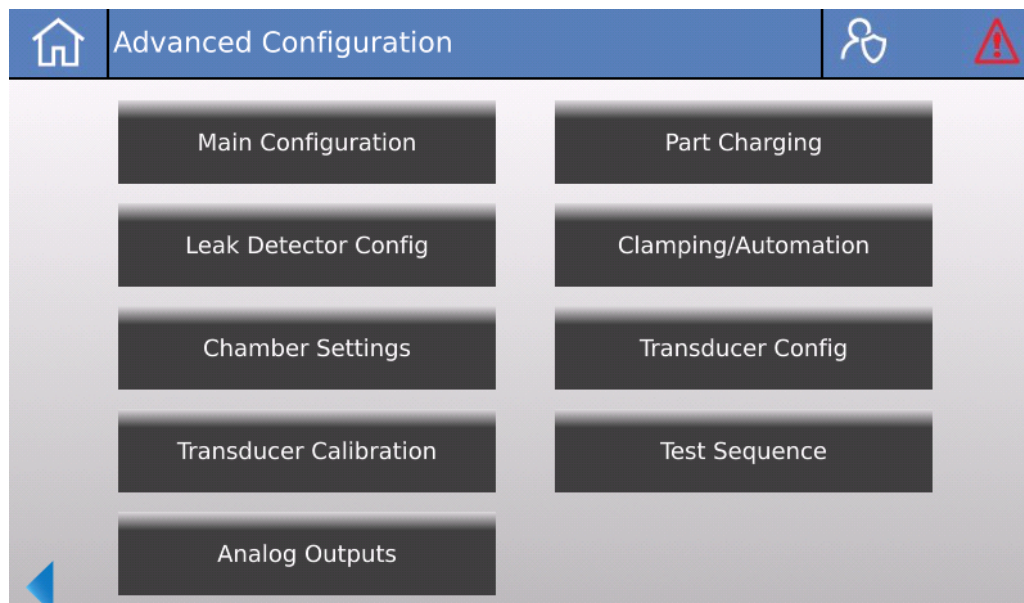 Advanced Configuration
Main Configuration
Part Charging
Leak Detector Config
Clamping/Automation
Chamber Settings
Transducer Config
Transducer Calibration
Test Sequence
Analog Outputs